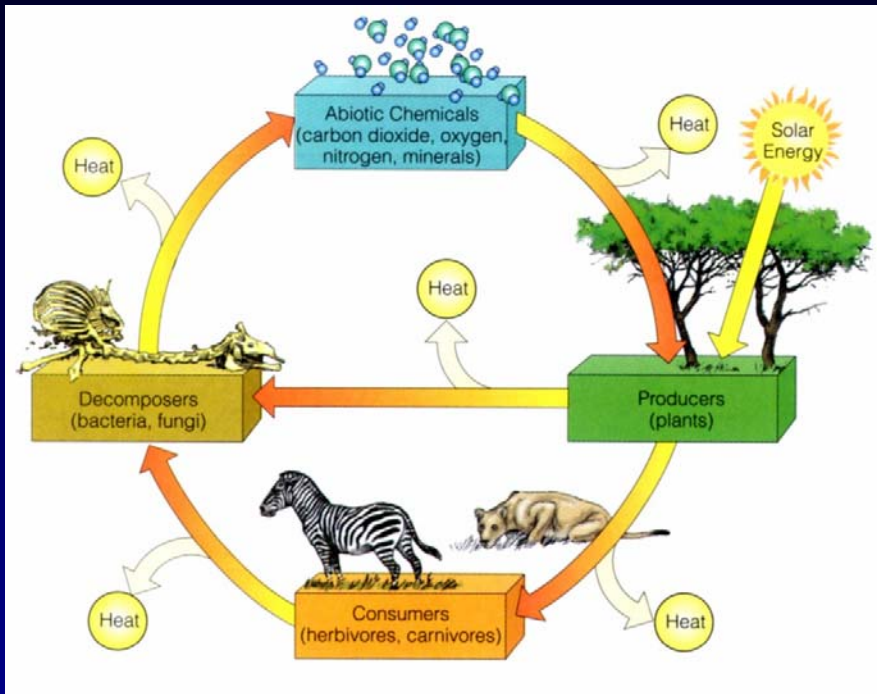 Abiotic Chemicals
(carbon dioxide, oxygen,
nitrogen, minerals)
Heat
Solar
Energy
Heat
Heat
Decomposers
(bacteria, fungi)
Producers
(plants)
Heat
Consumers
(herbivores, carnivores)
Heat